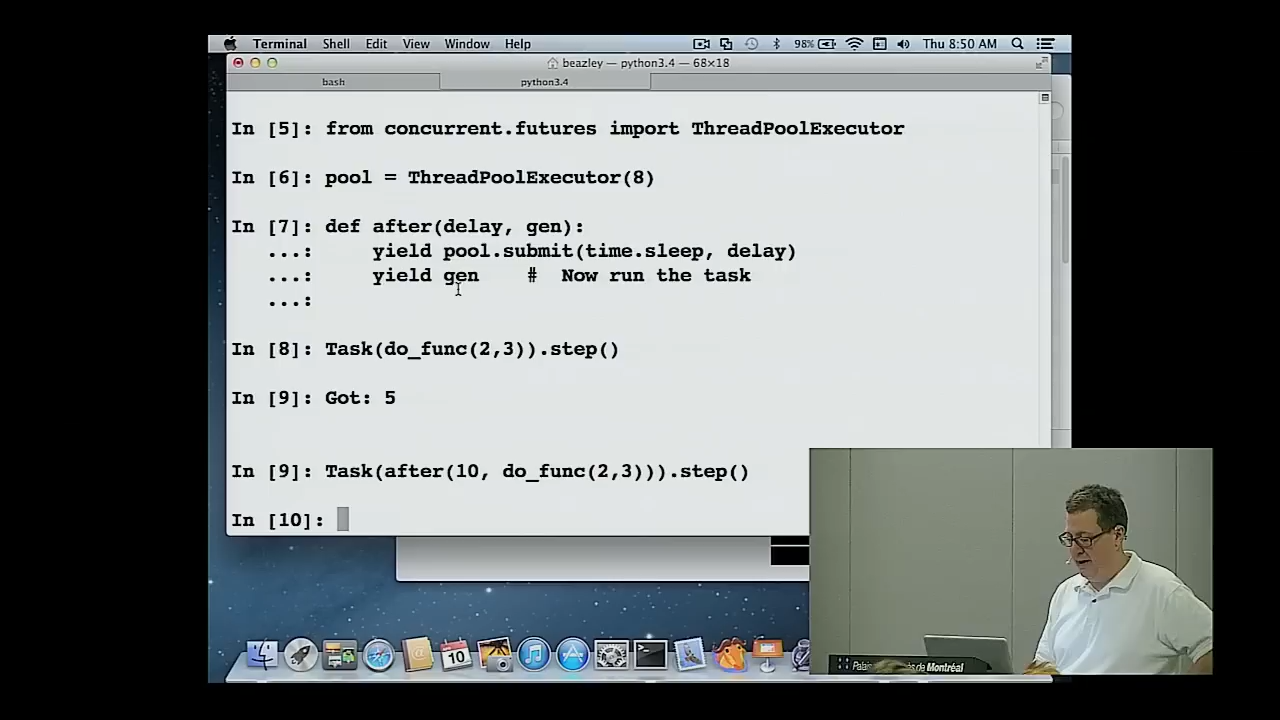 Terminal Shell Edit View Window Help 98% Thu 8:50 AM
beazley — python3.4 — 68×18
bash python3.4
In [5]: from concurrent.futures import ThreadPoolExecutor
In [6]: pool = ThreadPoolExecutor(8)
In [7]: def after(delay, gen):
...: yield pool.submit(time.sleep, delay)
...: yield gen # Now run the task
...:
In [8]: Task(do_func(2,3)).step()
In [9]: Got: 5
In [9]: Task(after(10, do_func(2,3))).step()
In [10]:
10
de Montréal